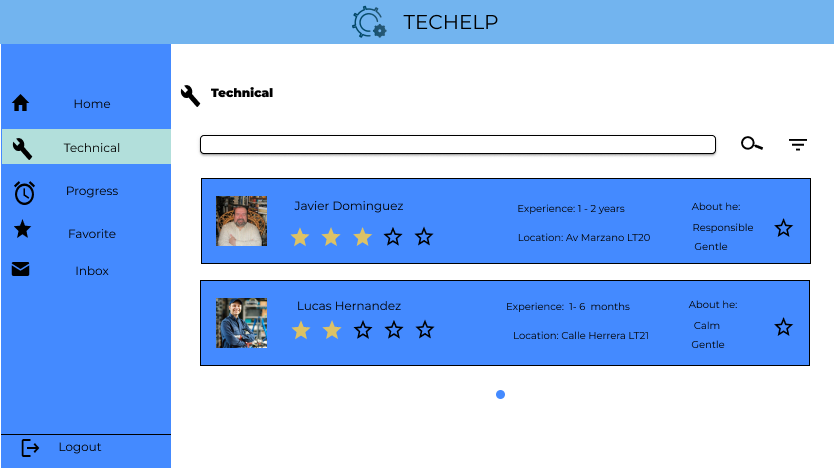 TECHELP
Home
Technical
Progress
Favorite
Inbox
Logout
Technical
Javier Dominguez
Experience: 1 - 2 years
Location: Av Marzano LT20
About he:
Responsible
Gentle
Lucas Hernandez
Experience: 1- 6 months
Location: Calle Herrera LT21
About he:
Calm
Gentle